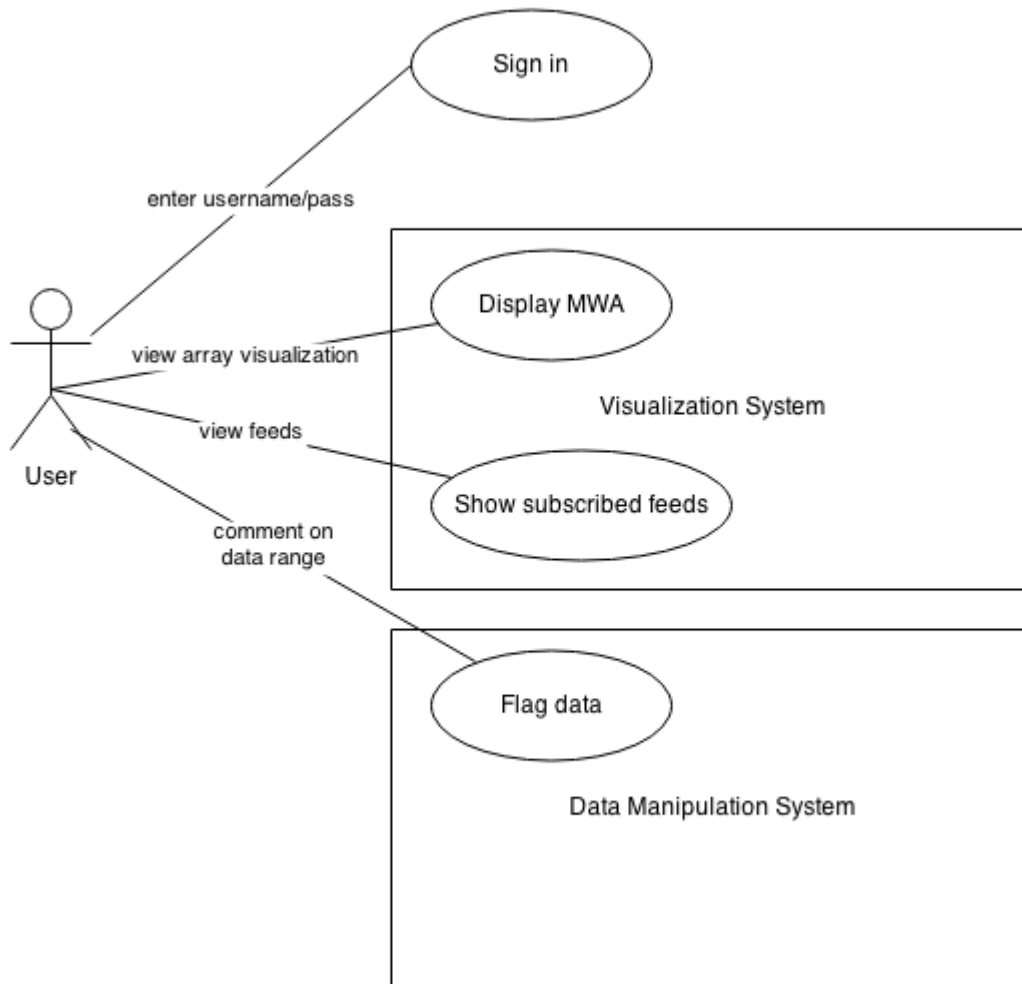 Sign in
enter username/pass
Display MWA
view array visualization
Visualization System
view feeds
User
Show subscribed feeds
comment on
data range
Flag data
Data Manipulation System